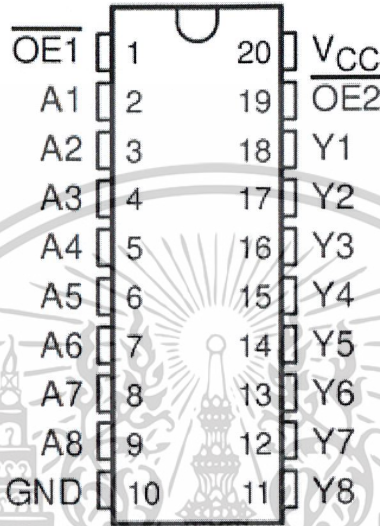 OE1 1 20 VCC
A1 2 19 OE2
A2 3 18 Y1
A3 4 17 Y2
A4 5 16 Y3
A5 6 15 Y4
A6 7 14 Y5
A7 8 13 Y6
A8 9 12 Y7
GND 10 11 Y8